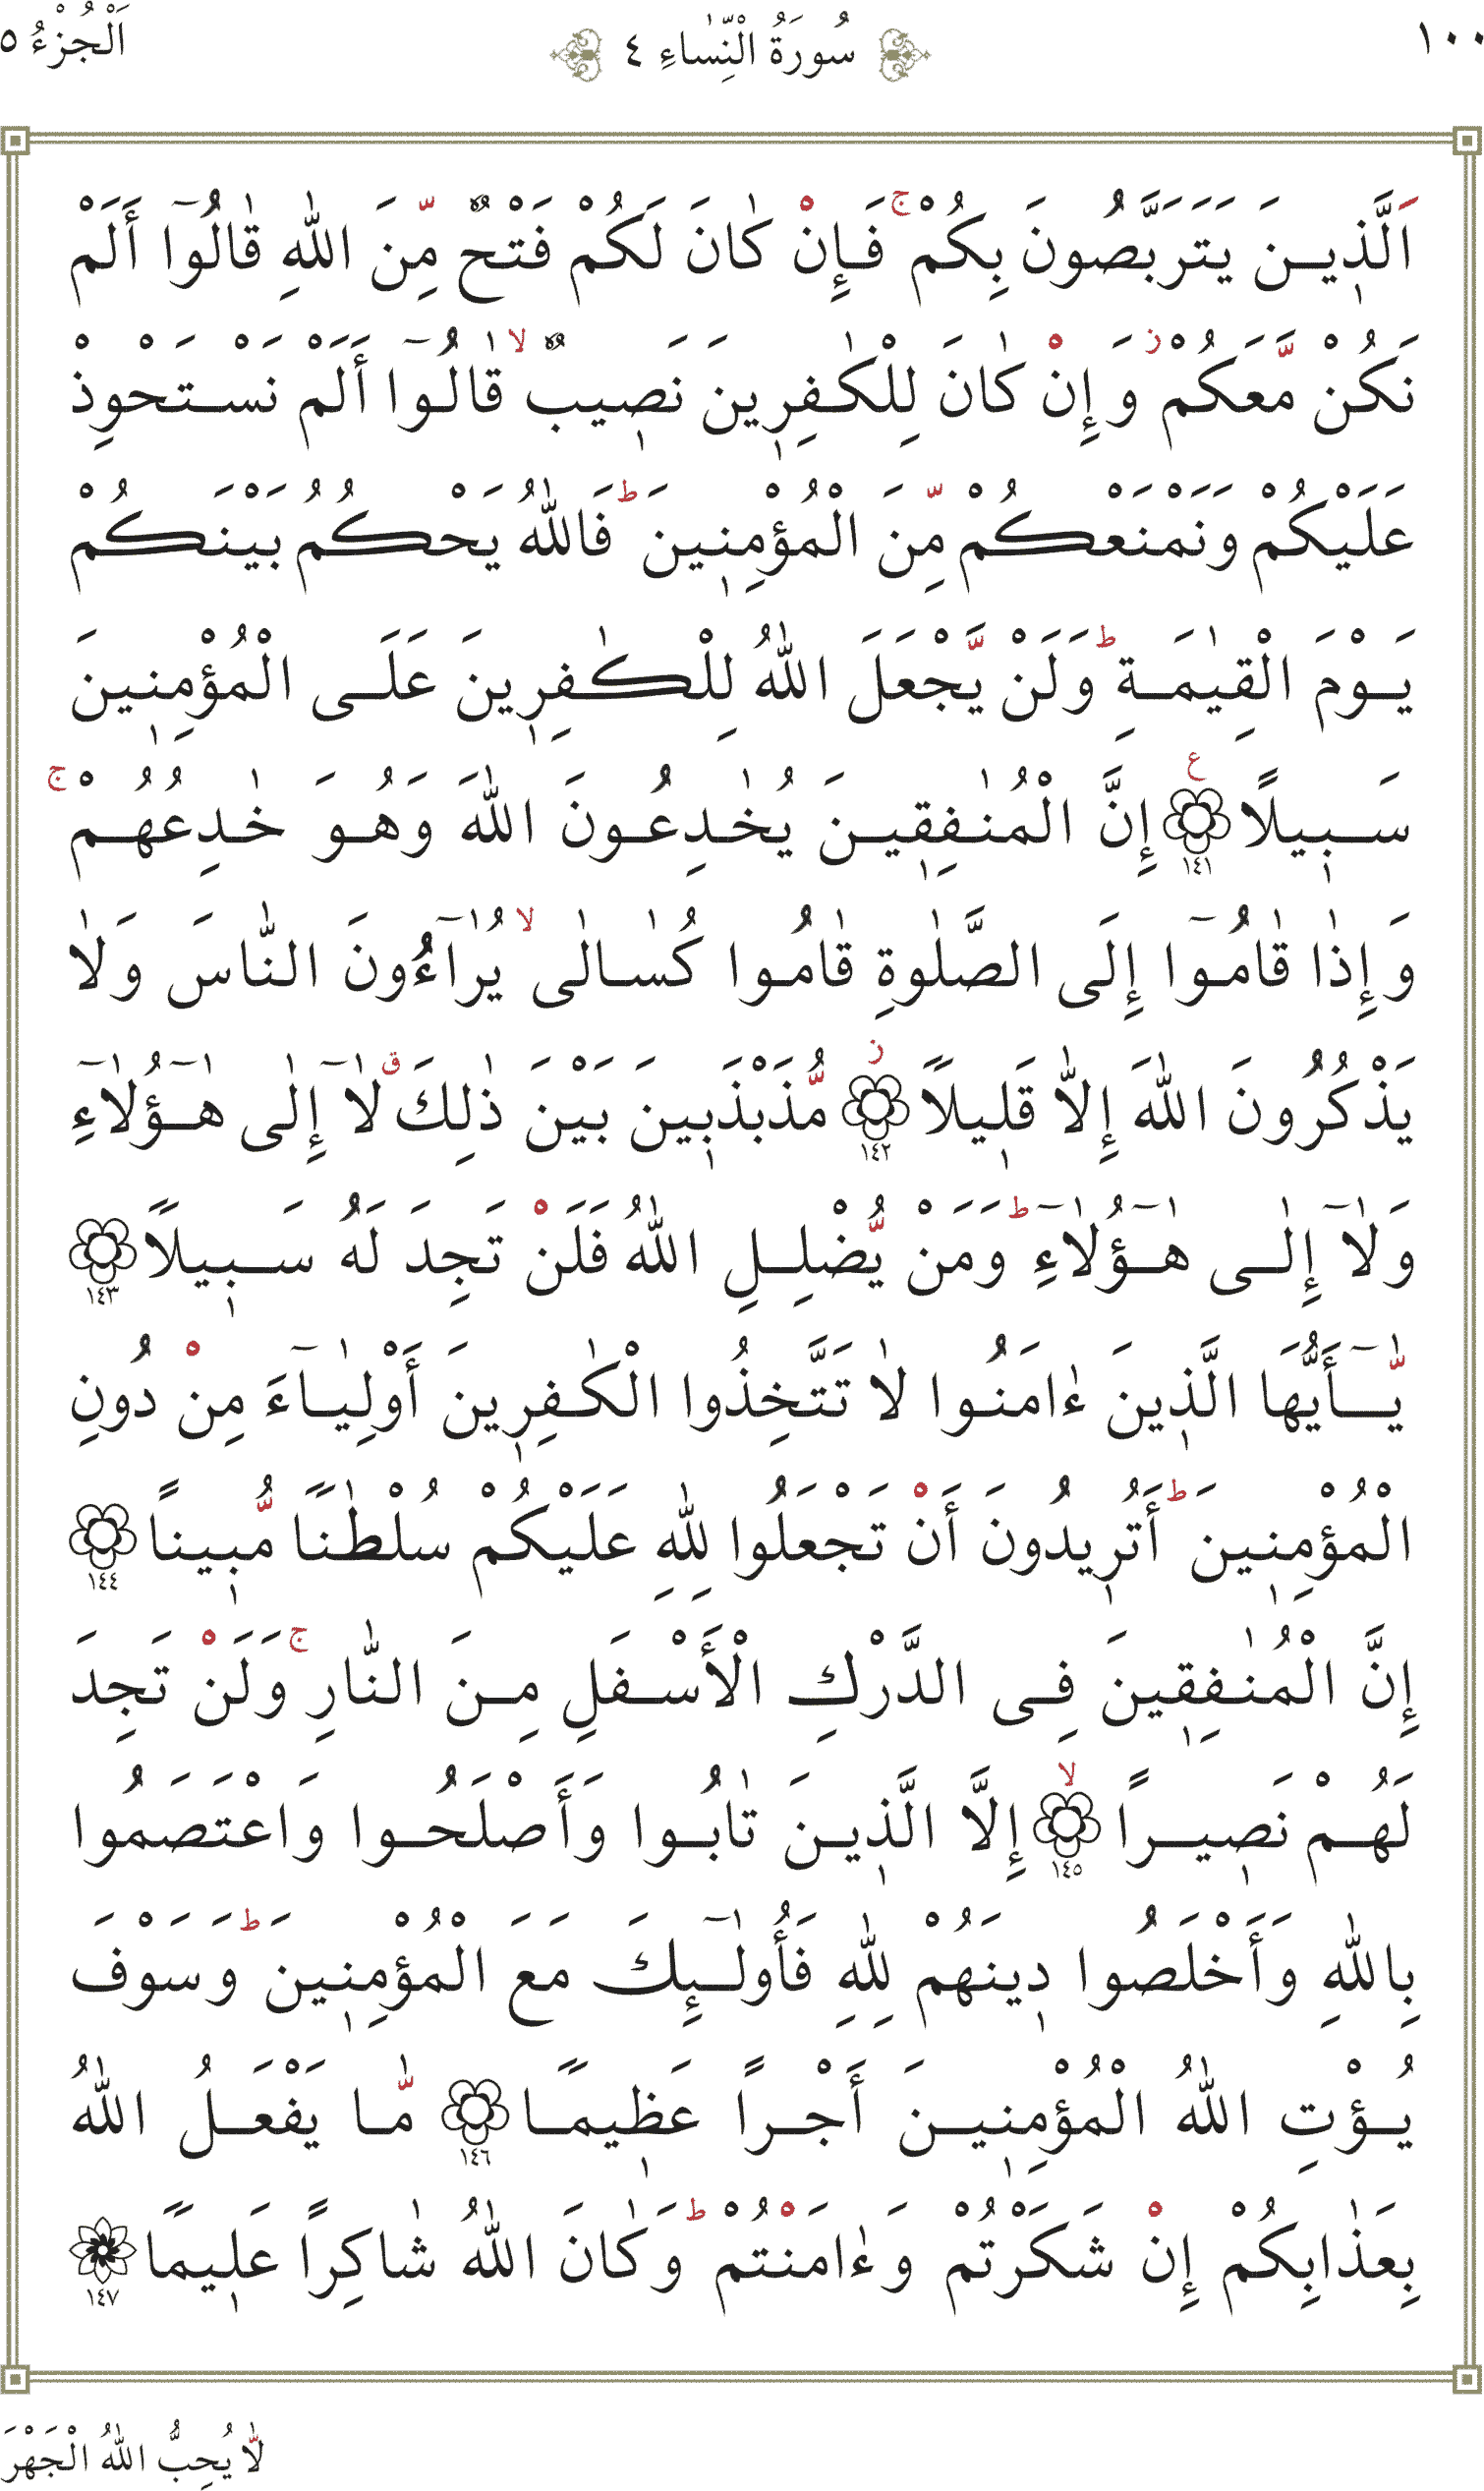 ١٠٠ سُورَةُ النِّسَاءِ ٤ اَلْجُزْءُ ٥
اَلَّذ۪ينَ يَتَرَبَّصُونَ بِكُمْ ۚ فَإِنْ كَانَ لَكُمْ فَتْحٌ مِّنَ اللّٰهِ قَالُوٓا أَلَمْ
نَكُنْ مَّعَكُمْ ز وَإِنْ كَانَ لِلْكٰفِر۪ينَ نَص۪يبٌ ۙ قَالُوٓا أَلَمْ نَسْتَحْوِذْ
عَلَيْكُمْ وَنَمْنَعْكُمْ مِّنَ الْمُؤْمِن۪ينَ ط فَاللّٰهُ يَحْكُمُ بَيْنَكُمْ
يَوْمَ الْقِيٰمَةِ ط وَلَنْ يَّجْعَلَ اللّٰهُ لِلْكٰفِر۪ينَ عَلَى الْمُؤْمِن۪ينَ
سَب۪يلًا ع ١٤١ إِنَّ الْمُنٰفِق۪ينَ يُخٰدِعُونَ اللّٰهَ وَهُوَ خٰدِعُهُمْ ۚ
وَإِذَا قَامُوٓا إِلَى الصَّلٰوةِ قَامُوا كُسَالٰى ۙ يُرَآءُونَ النَّاسَ وَلَا
يَذْكُرُونَ اللّٰهَ إِلَّا قَل۪يلًا ز ١٤٢ مُّذَبْذَب۪ينَ بَيْنَ ذٰلِكَ ق لَآ إِلٰى هٰٓؤُلَآءِ
وَلَآ إِلٰى هٰٓؤُلَآءِ ط وَمَنْ يُّضْلِلِ اللّٰهُ فَلَنْ تَجِدَ لَهُ سَب۪يلًا ١٤٣
يَّٰٓأَيُّهَا الَّذ۪ينَ ءَامَنُوا لَا تَتَّخِذُوا الْكٰفِر۪ينَ أَوْلِيَآءَ مِنْ دُونِ
الْمُؤْمِن۪ينَ ط أَتُر۪يدُونَ أَنْ تَجْعَلُوا لِلّٰهِ عَلَيْكُمْ سُلْطٰنًا مُّب۪ينًا ١٤٤
إِنَّ الْمُنٰفِق۪ينَ فِى الدَّرْكِ الْأَسْفَلِ مِنَ النَّارِ ۚ وَلَنْ تَجِدَ
لَهُمْ نَص۪يرًا ۙ ١٤٥ إِلَّا الَّذ۪ينَ تَابُوا وَأَصْلَحُوا وَاعْتَصَمُوا
بِاللّٰهِ وَأَخْلَصُوا د۪ينَهُمْ لِلّٰهِ فَأُولٰٓئِكَ مَعَ الْمُؤْمِن۪ينَ ط وَسَوْفَ
يُؤْتِ اللّٰهُ الْمُؤْمِن۪ينَ أَجْرًا عَظ۪يمًا ١٤٦ مَّا يَفْعَلُ اللّٰهُ
بِعَذَابِكُمْ إِنْ شَكَرْتُمْ وَءَامَنْتُمْ ط وَكَانَ اللّٰهُ شَاكِرًا عَل۪يمًا ١٤٧
لَّا يُحِبُّ اللّٰهُ الْجَهْرَ